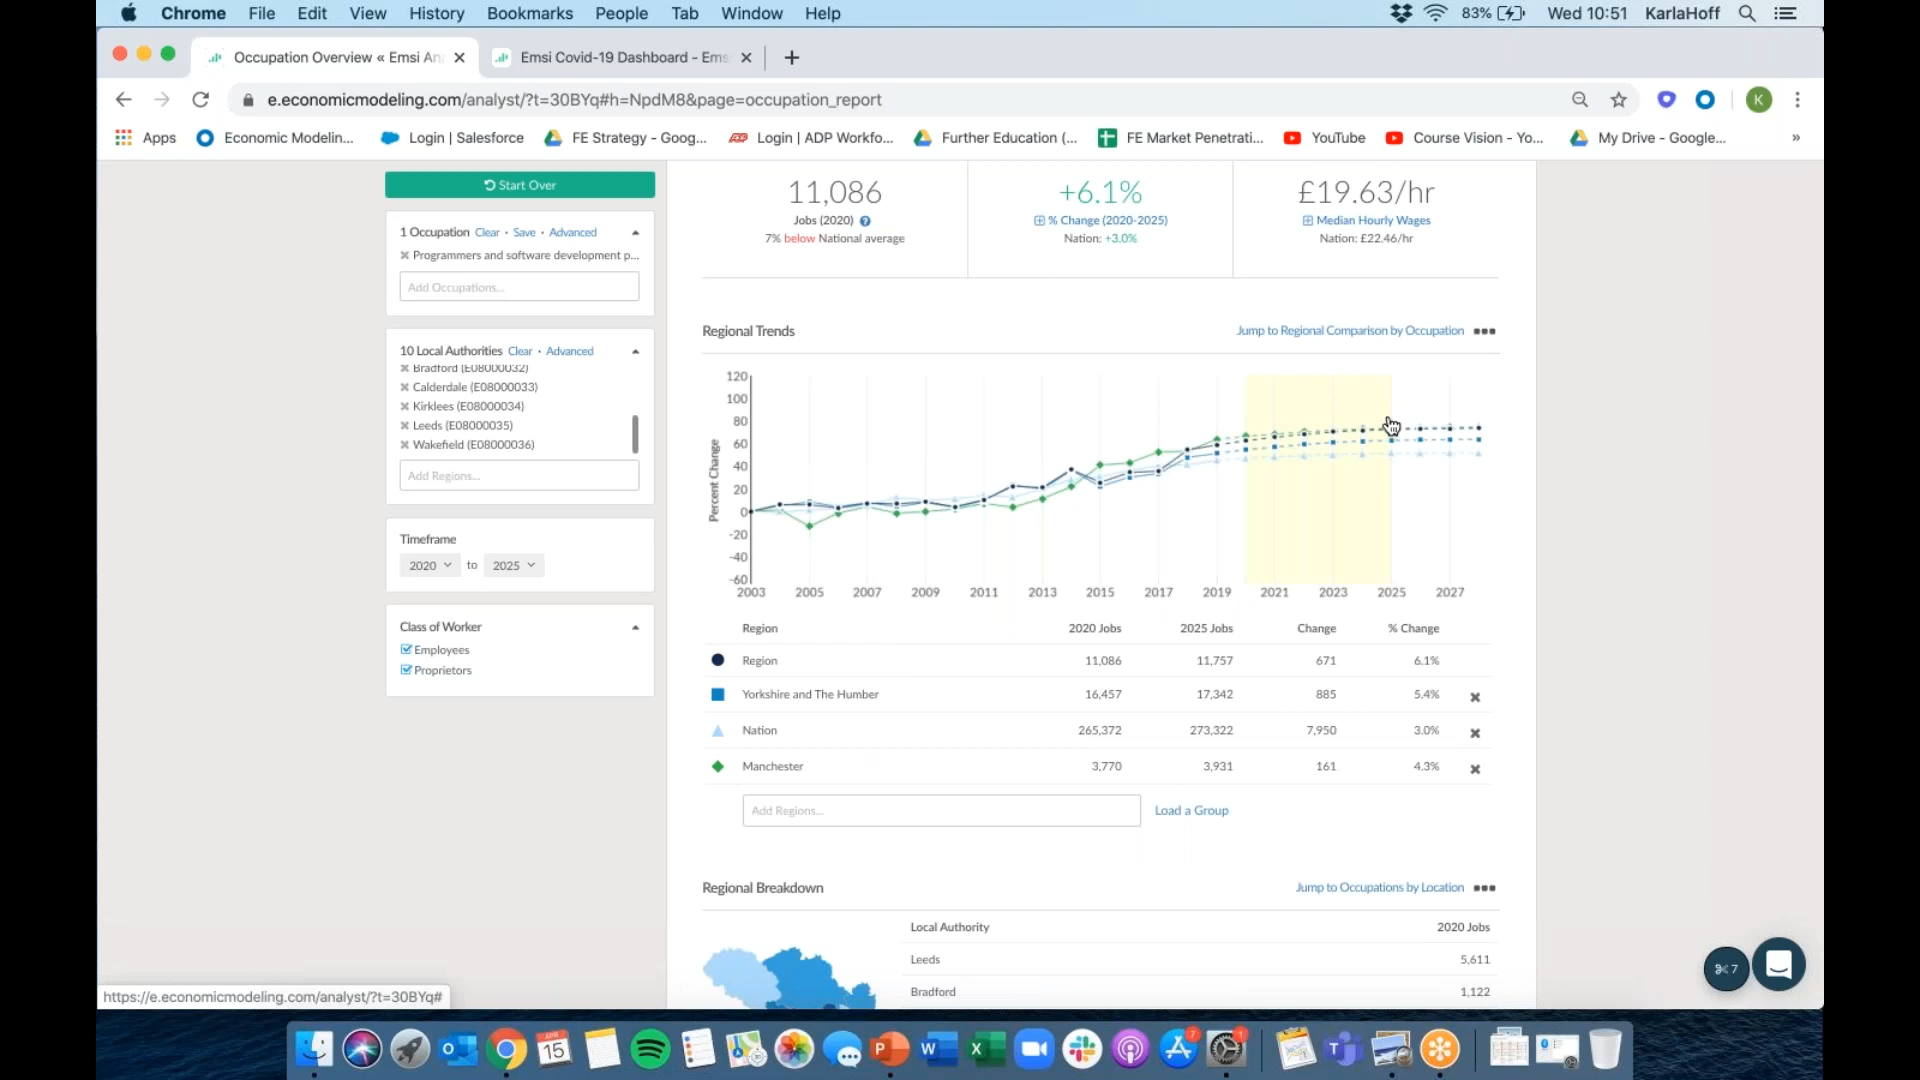 Chrome File Edit View History Bookmarks People Tab Window Help 83% Wed 10:51 KarlaHoff
Occupation Overview « Emsi An
Emsi Covid-19 Dashboard - Ems
e.economicmodeling.com/analyst/?t=30BYq#h=NpdM8&page=occupation_report K
Apps Economic Modelin... Login | Salesforce FE Strategy - Goog... Login | ADP Workfo... Further Education (... FE Market Penetrati... YouTube Course Vision - Yo... My Drive - Google... »
Start Over
1 Occupation Clear · Save · Advanced
Programmers and software development p...
Add Occupations...
10 Local Authorities Clear · Advanced
Bradford (E08000032)
Calderdale (E08000033)
Kirklees (E08000034)
Leeds (E08000035)
Wakefield (E08000036)
Add Regions...
Timeframe
2020 to 2025
Class of Worker
Employees
Proprietors
11,086
Jobs (2020) ?
7% below National average
+6.1%
% Change (2020-2025)
Nation: +3.0%
£19.63/hr
Median Hourly Wages
Nation: £22.46/hr
Regional Trends Jump to Regional Comparison by Occupation
Percent Change
120
100
80
60
40
20
0
-20
-40
-60
2003 2005 2007 2009 2011 2013 2015 2017 2019 2021 2023 2025 2027
Region 2020 Jobs 2025 Jobs Change % Change
Region 11,086 11,757 671 6.1%
Yorkshire and The Humber 16,457 17,342 885 5.4%
Nation 265,372 273,322 7,950 3.0%
Manchester 3,770 3,931 161 4.3%
Add Regions... Load a Group
Regional Breakdown Jump to Occupations by Location
Local Authority 2020 Jobs
Leeds 5,611
Bradford 1,122
7
https://e.economicmodeling.com/analyst/?t=30BYq#
APR
15
P
W
X
7
1